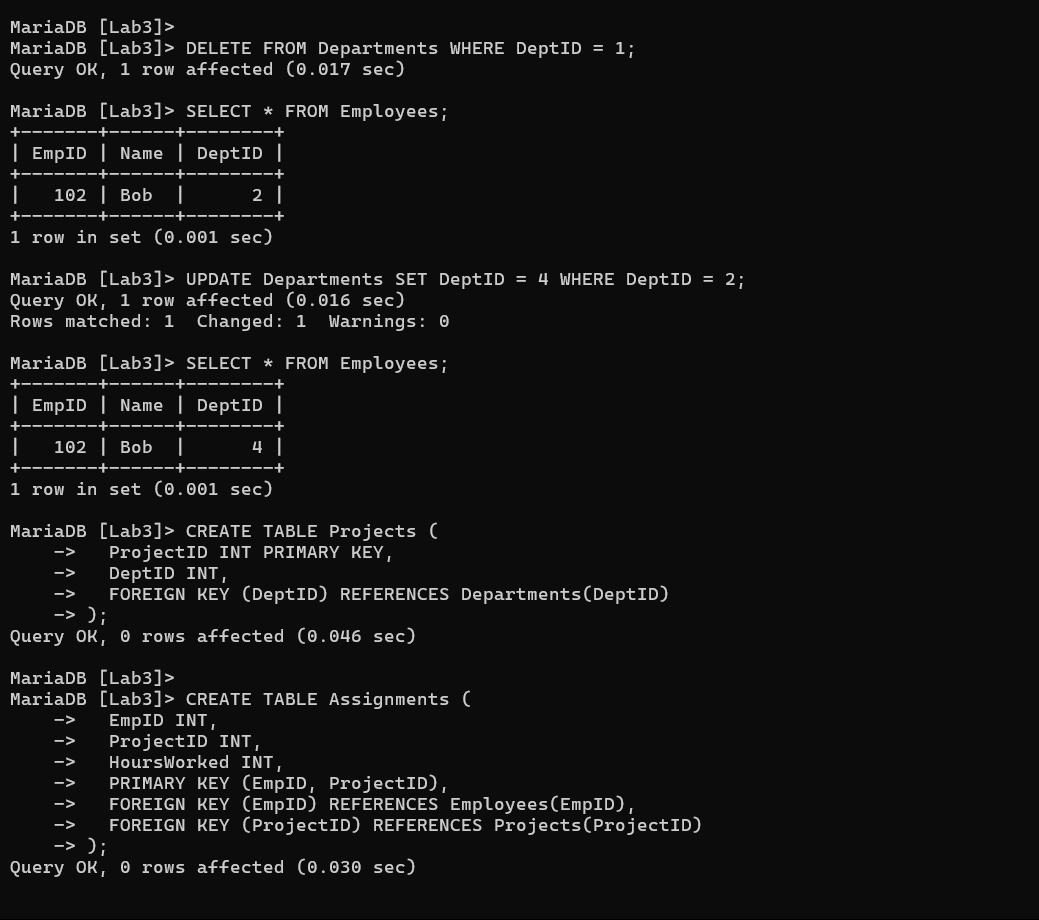 MariaDB [Lab3]>
MariaDB [Lab3]> DELETE FROM Departments WHERE DeptID = 1;
Query OK, 1 row affected (0.017 sec)

MariaDB [Lab3]> SELECT * FROM Employees;
+-------+------+--------+
| EmpID | Name | DeptID |
+-------+------+--------+
|   102 | Bob  |      2 |
+-------+------+--------+
1 row in set (0.001 sec)

MariaDB [Lab3]> UPDATE Departments SET DeptID = 4 WHERE DeptID = 2;
Query OK, 1 row affected (0.016 sec)
Rows matched: 1  Changed: 1  Warnings: 0

MariaDB [Lab3]> SELECT * FROM Employees;
+-------+------+--------+
| EmpID | Name | DeptID |
+-------+------+--------+
|   102 | Bob  |      4 |
+-------+------+--------+
1 row in set (0.001 sec)

MariaDB [Lab3]> CREATE TABLE Projects (
    ->   ProjectID INT PRIMARY KEY,
    ->   DeptID INT,
    ->   FOREIGN KEY (DeptID) REFERENCES Departments(DeptID)
    -> );
Query OK, 0 rows affected (0.046 sec)

MariaDB [Lab3]>
MariaDB [Lab3]> CREATE TABLE Assignments (
    ->   EmpID INT,
    ->   ProjectID INT,
    ->   HoursWorked INT,
    ->   PRIMARY KEY (EmpID, ProjectID),
    ->   FOREIGN KEY (EmpID) REFERENCES Employees(EmpID),
    ->   FOREIGN KEY (ProjectID) REFERENCES Projects(ProjectID)
    -> );
Query OK, 0 rows affected (0.030 sec)